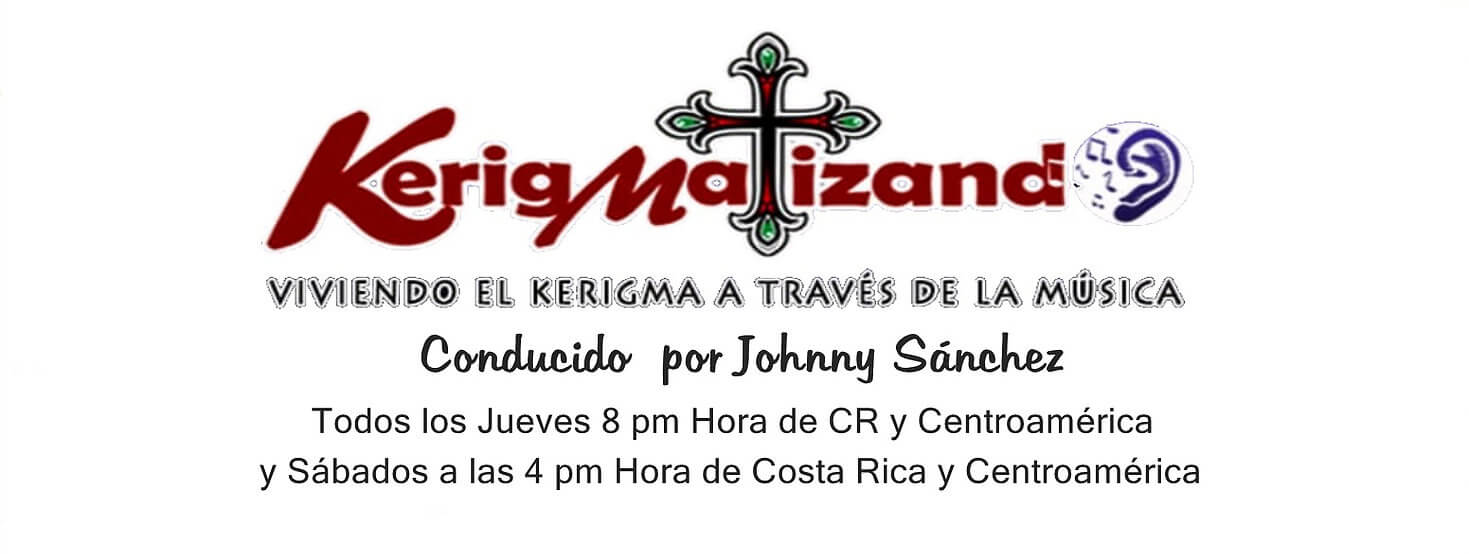 KerigMatizando
VIVIENDO EL KERIGMA A TRAVÉS DE LA MÚSICA
Conducido por Johnny Sánchez
Todos los Jueves 8 pm Hora de CR y Centroamérica
y Sábados a las 4 pm Hora de Costa Rica y Centroamérica